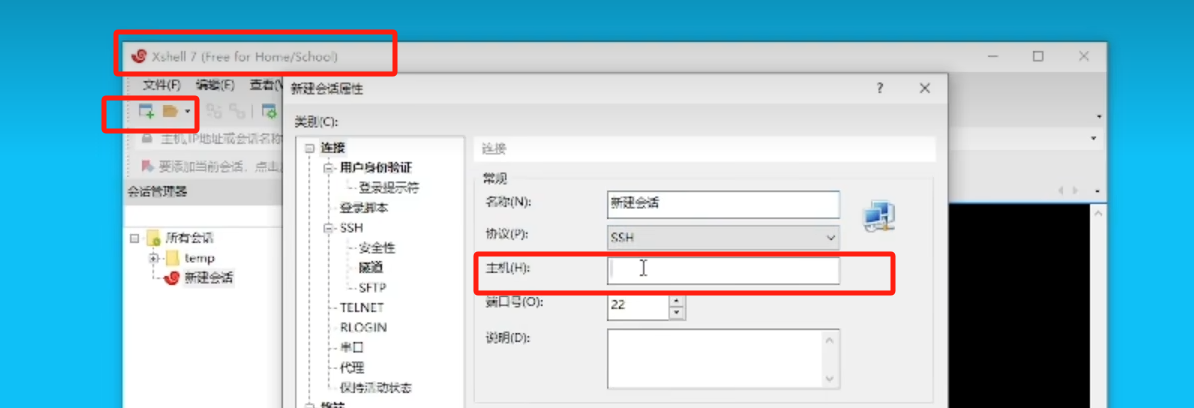 Xshell 7 (Free for Home/School)
文件(F) 编辑(E) 查看(V
新建会话属性
?
类别(C):
主机,IP地址或会话名称
要添加当前会话，点击
会话管理器
所有会话
temp
新建会话
连接
用户身份验证
登录提示符
登录脚本
SSH
安全性
隧道
SFTP
TELNET
RLOGIN
串口
代理
保持活动状态
连接
常规
名称(N):
新建会话
协议(P):
SSH
主机(H):
端口号(O):
22
说明(D):